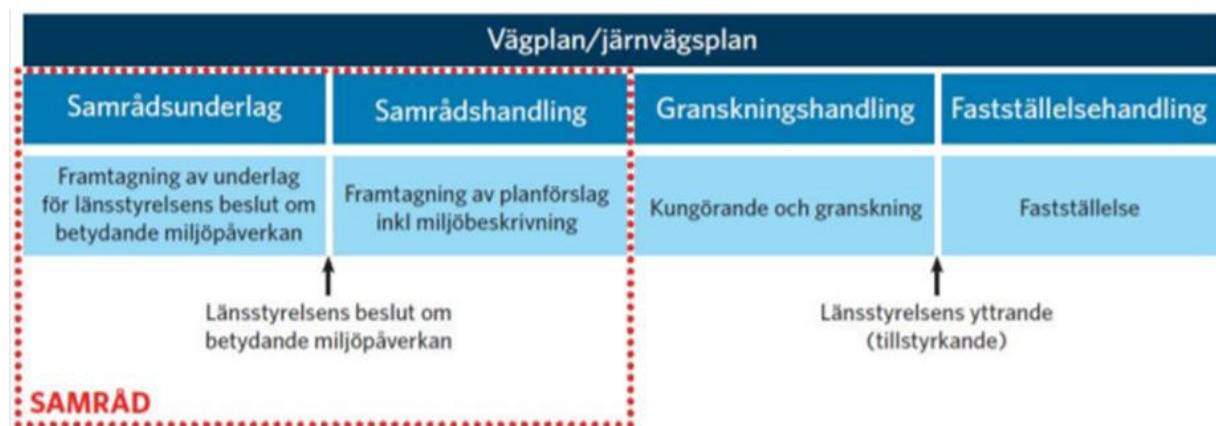 Vägplan/järnvägsplan
Samrådsunderlag
Samrådshandling
Granskningshandling
Fastställelsehandling
Framtagning av underlag
för länsstyrelsens beslut om
betydande miljöpåverkan
Framtagning av planförslag
inkl miljöbeskrivning
Kungörande och granskning
Fastställelse
Länsstyrelsens beslut om
betydande miljöpåverkan
Länsstyrelsens yttrande
(tillstyrkande)
SAMRÅD